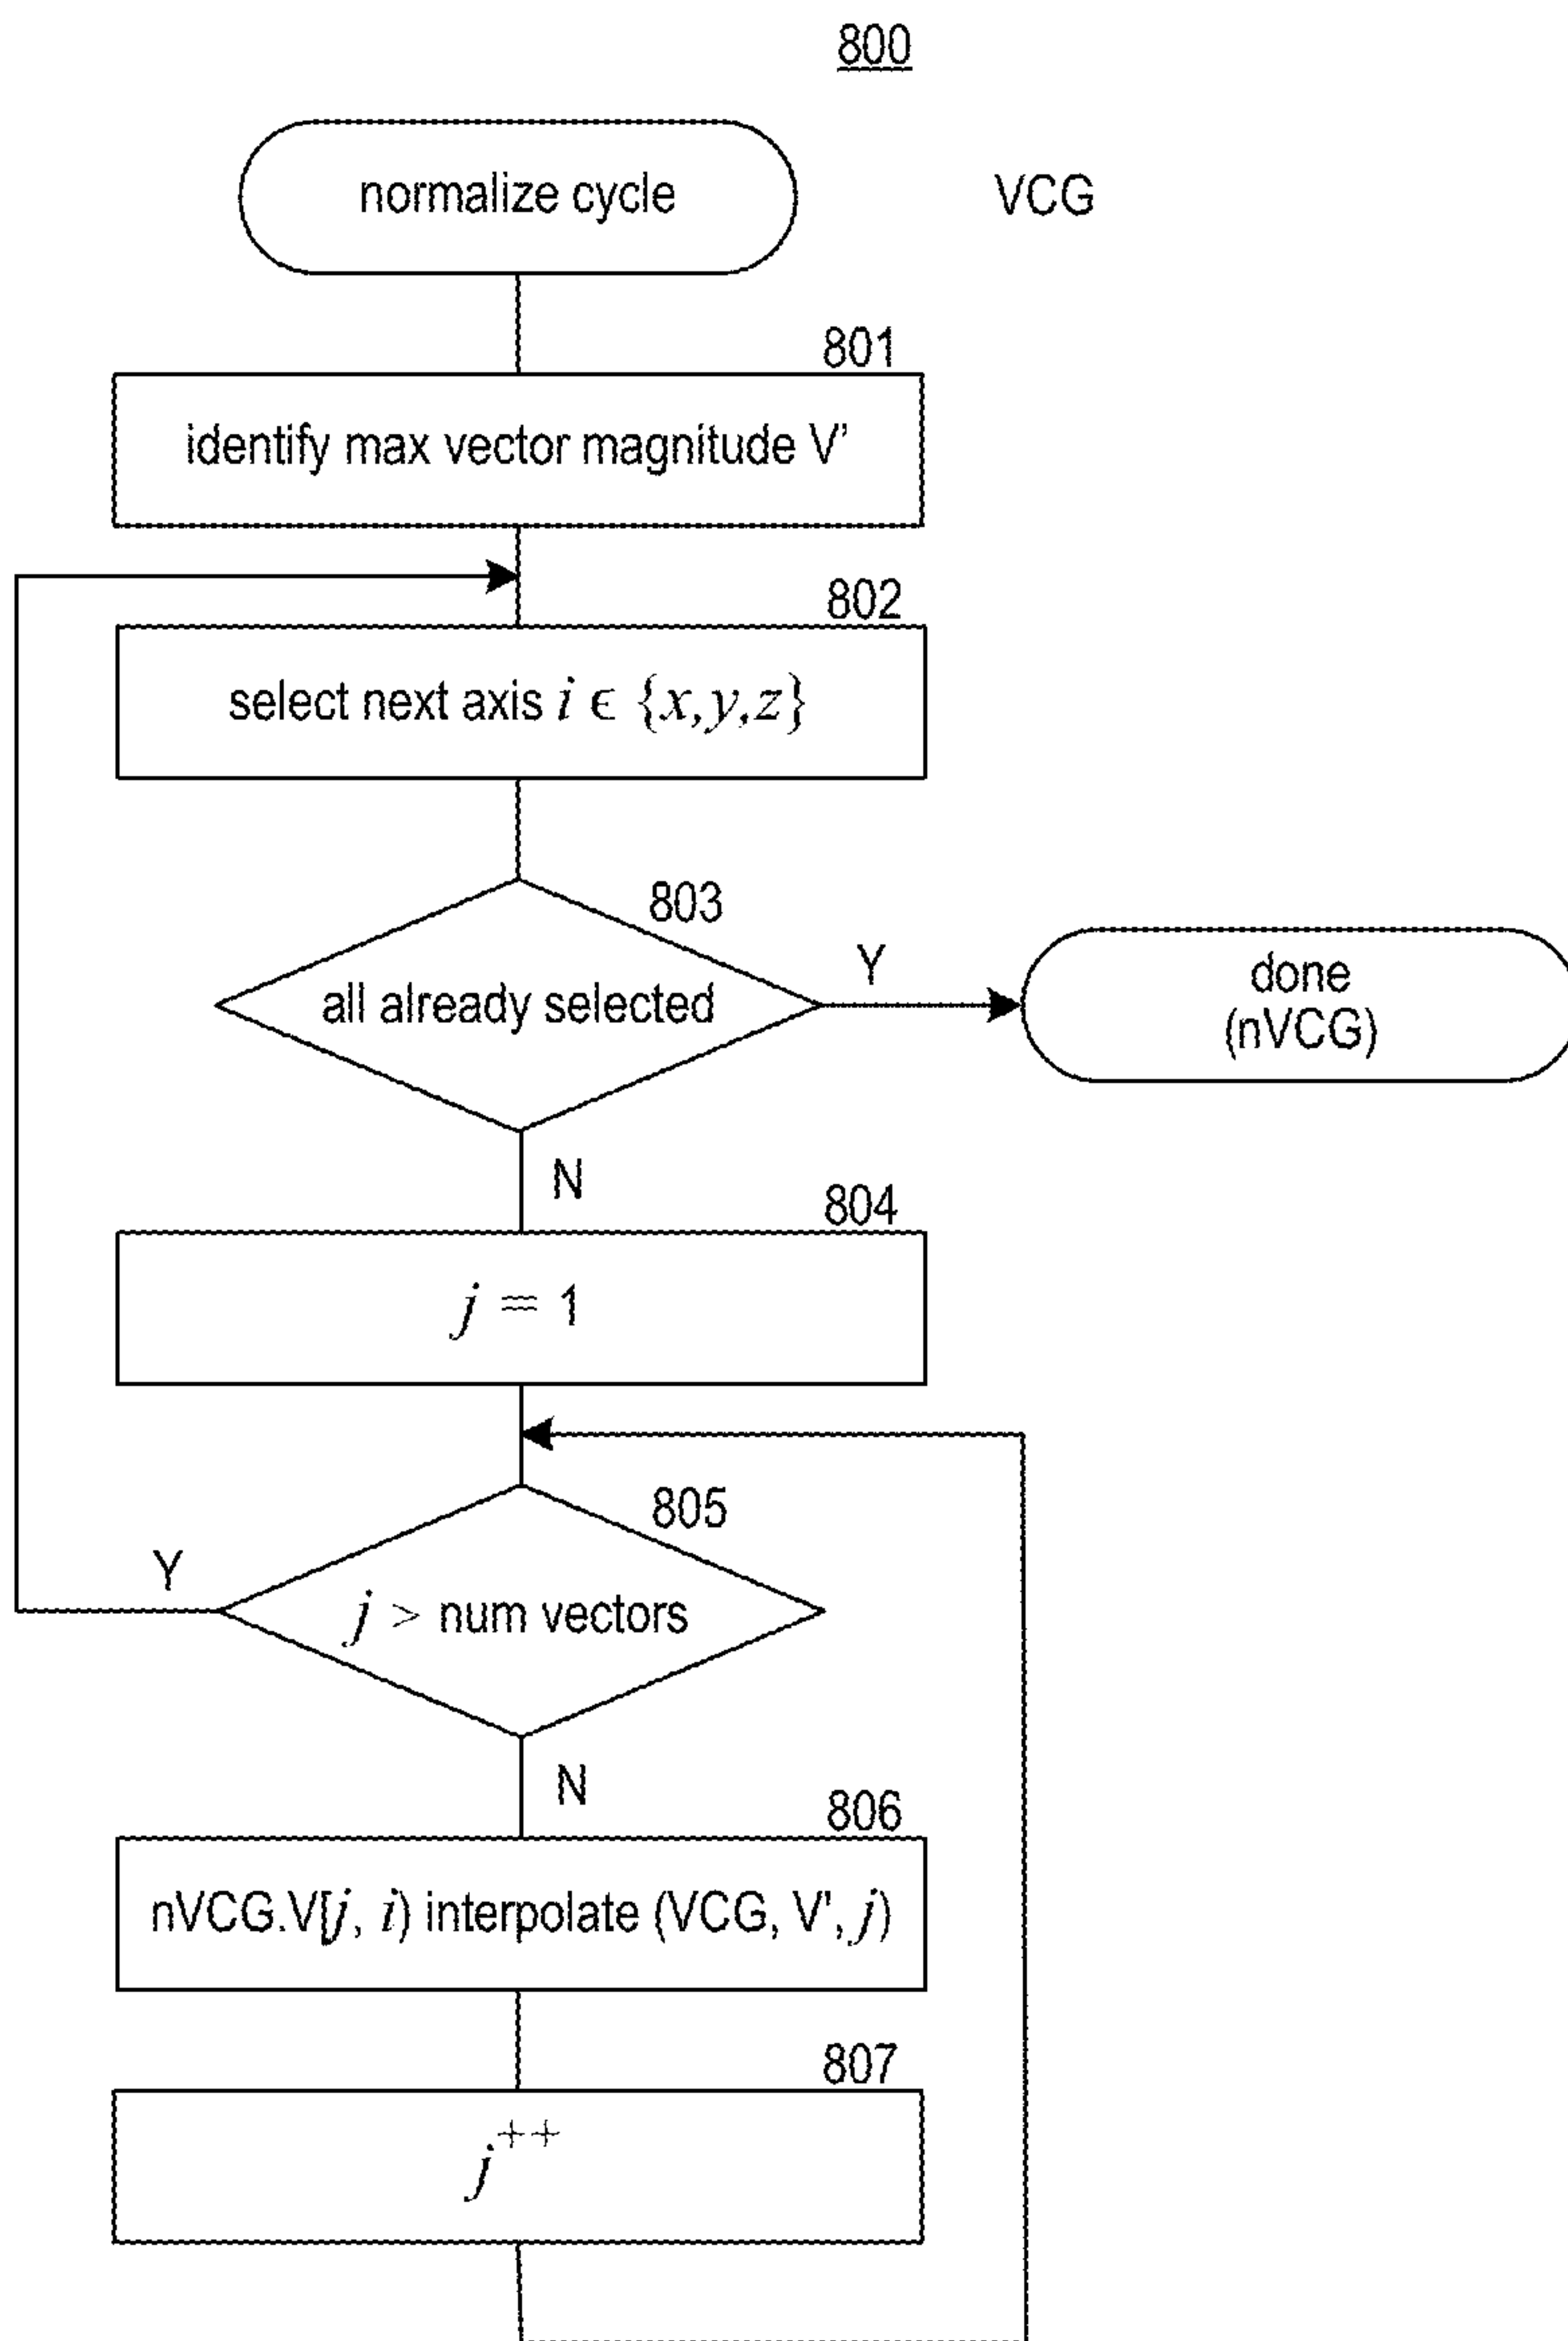 800
normalize cycle
VCG
801
identify max vector magnitude V'
802
select next axis i ϵ {x,y,z}
803
all already selected
Y
done
(nVCG)
N
804
j = 1
805
Y
j > num vectors
N
806
nVCG.V[j, i) interpolate (VCG, V', j)
807
j++